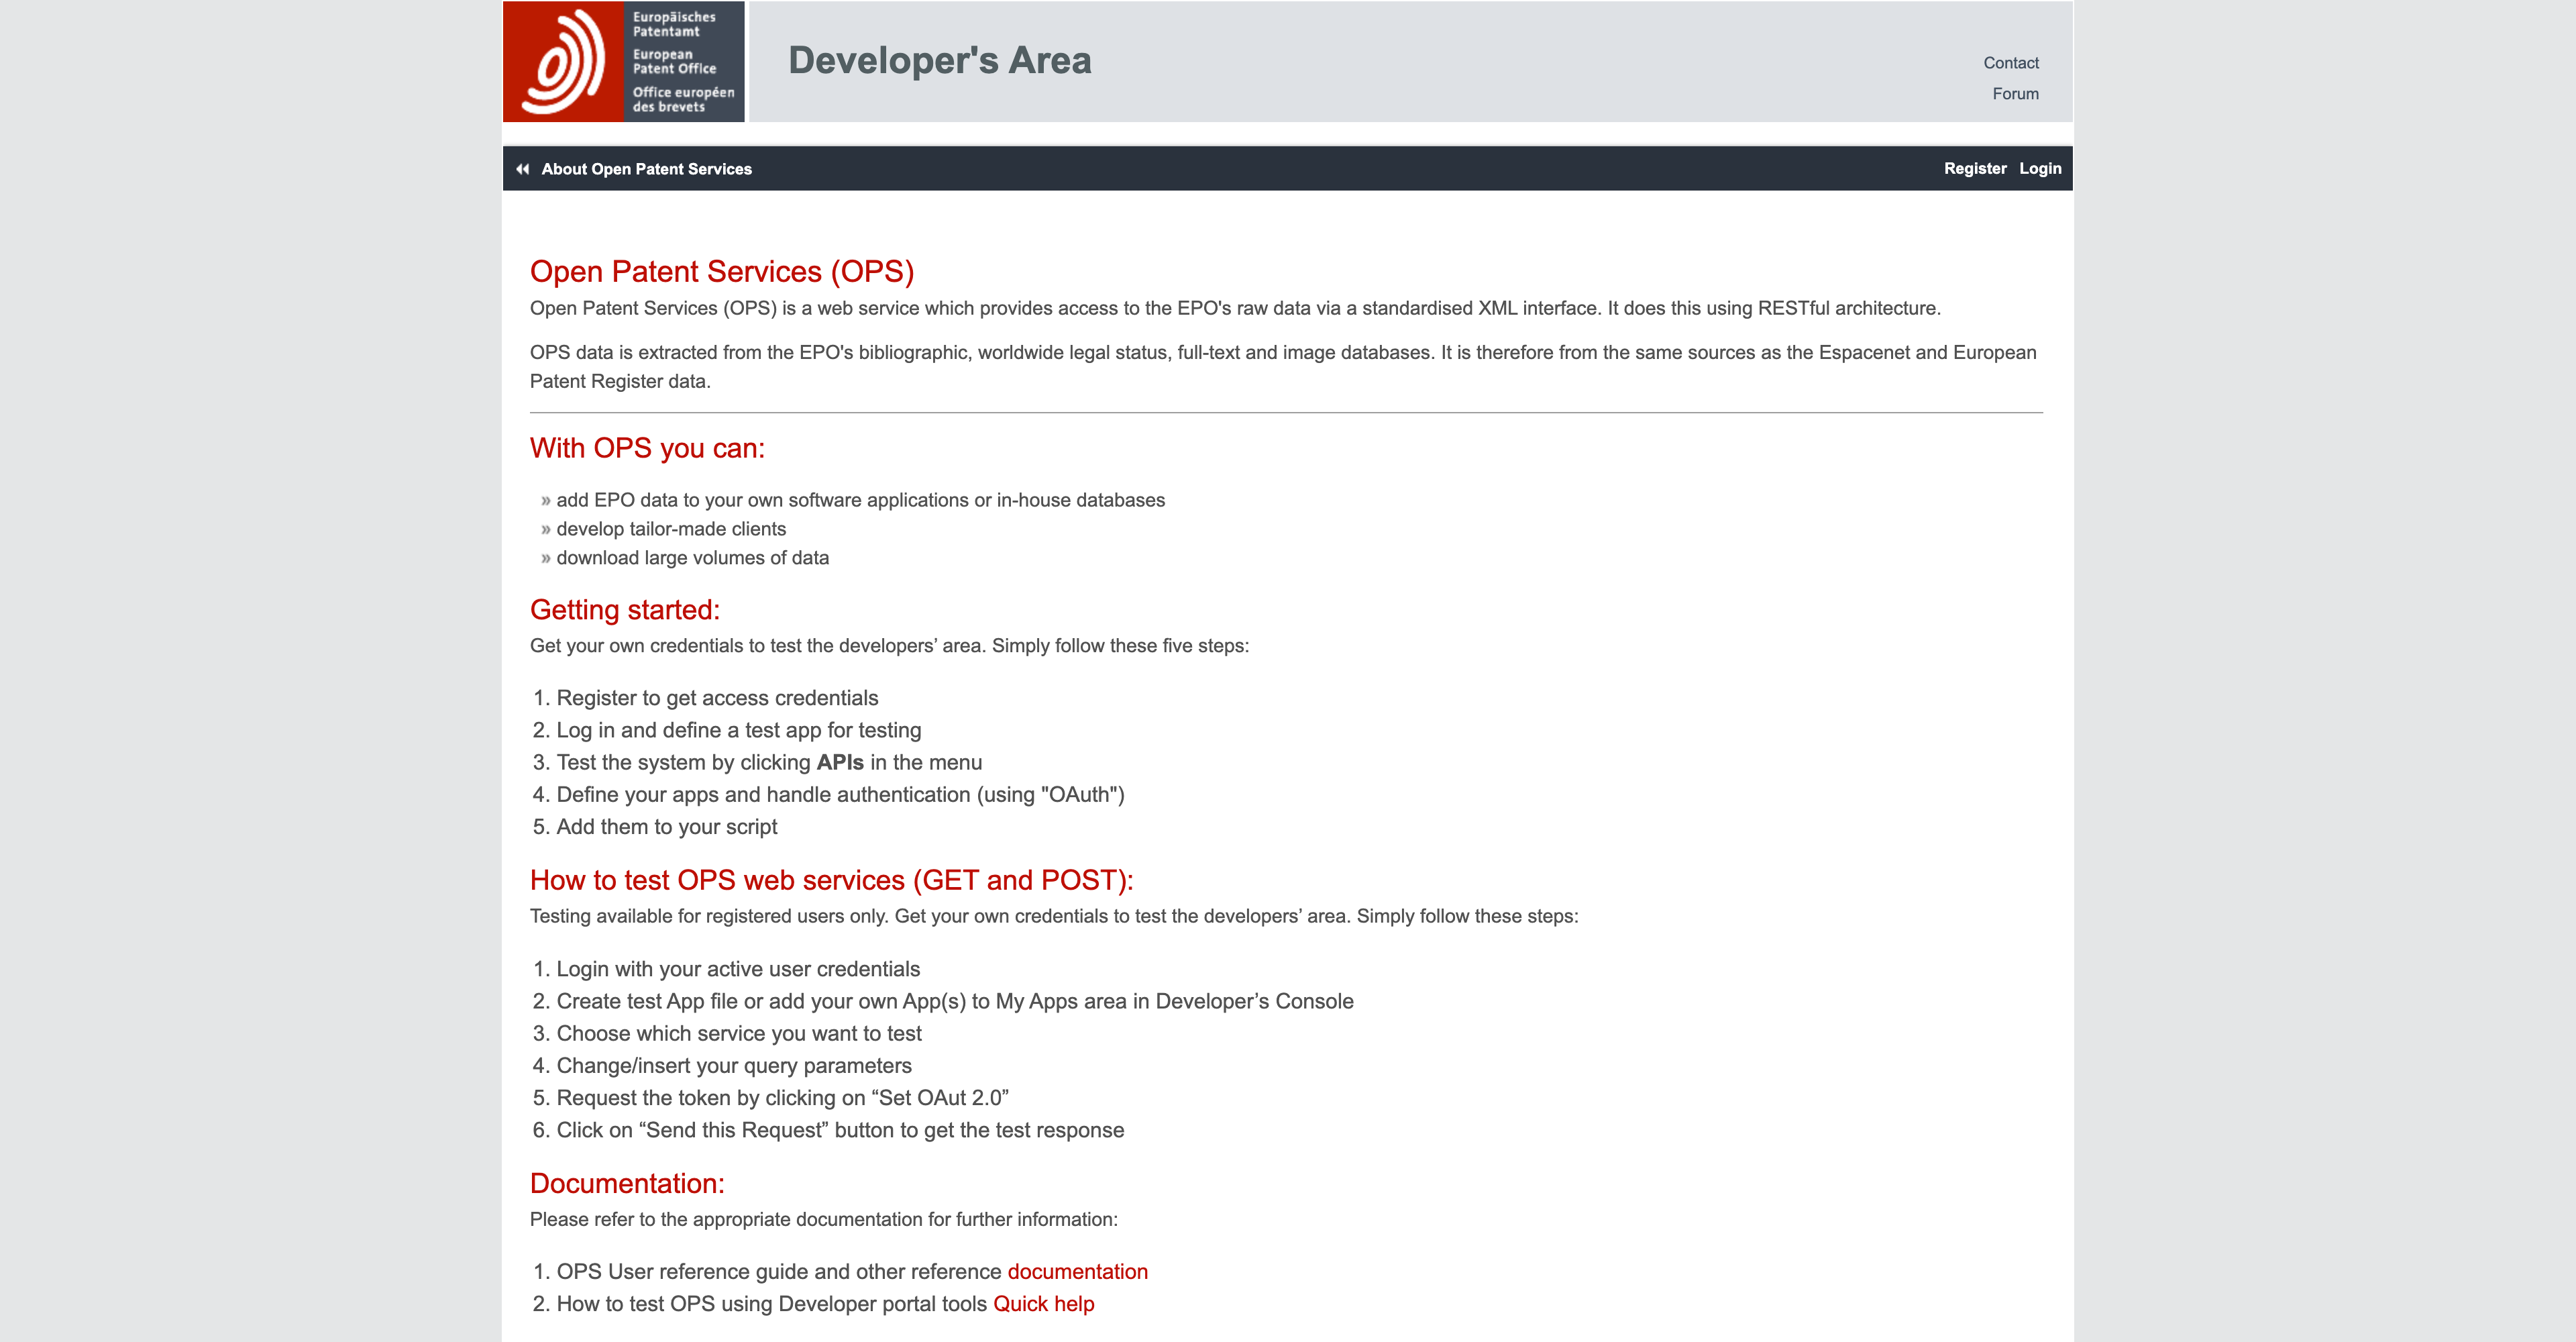 Europäisches
Patentamt
European
Patent Office
Office européen
des brevets
Developer's Area
Contact
Forum
About Open Patent Services
Register Login
Open Patent Services (OPS)
Open Patent Services (OPS) is a web service which provides access to the EPO's raw data via a standardised XML interface. It does this using RESTful architecture.
OPS data is extracted from the EPO's bibliographic, worldwide legal status, full-text and image databases. It is therefore from the same sources as the Espacenet and European
Patent Register data.
With OPS you can:
» add EPO data to your own software applications or in-house databases
» develop tailor-made clients
» download large volumes of data
Getting started:
Get your own credentials to test the developers’ area. Simply follow these five steps:
1. Register to get access credentials
2. Log in and define a test app for testing
3. Test the system by clicking APIs in the menu
4. Define your apps and handle authentication (using "OAuth")
5. Add them to your script
How to test OPS web services (GET and POST):
Testing available for registered users only. Get your own credentials to test the developers’ area. Simply follow these steps:
1. Login with your active user credentials
2. Create test App file or add your own App(s) to My Apps area in Developer’s Console
3. Choose which service you want to test
4. Change/insert your query parameters
5. Request the token by clicking on “Set OAut 2.0”
6. Click on “Send this Request” button to get the test response
Documentation:
Please refer to the appropriate documentation for further information:
1. OPS User reference guide and other reference documentation
2. How to test OPS using Developer portal tools Quick help